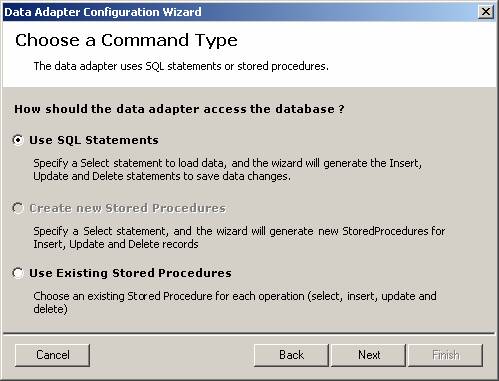 Data Adapter Configuration Wizard
Choose a Command Type
The data adapter uses SQL statements or stored procedures.
How should the data adapter access the database ?
Use SQL Statements
Specify a Select statement to load data, and the wizard will generate the Insert,
Update and Delete statements to save data changes.
Create new Stored Procedures
Specify a Select statement, and the wizard will generate new StoredProcedures for
Insert, Update and Delete records
Use Existing Stored Procedures
Choose an existing Stored Procedure for each operation (select, insert, update and
delete)
Cancel Back Next Finish